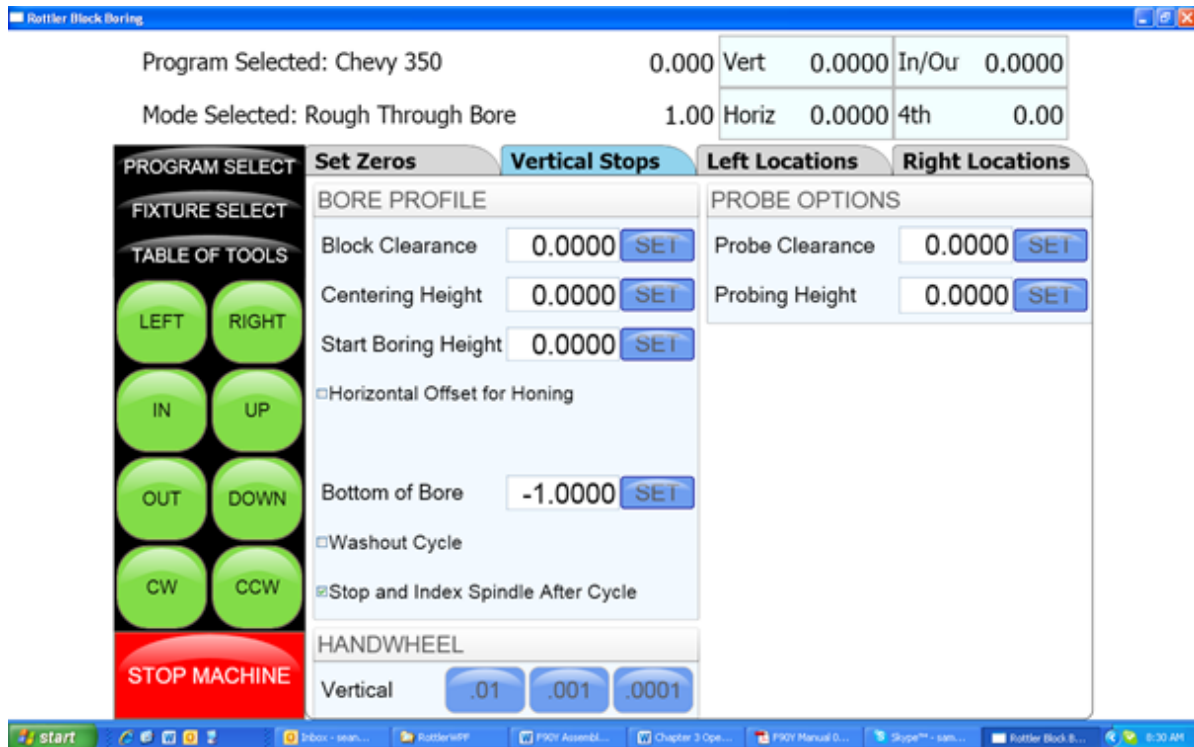 Rottler Block Boring
Program Selected: Chevy 350
0.000
Vert 0.0000
In/Ou 0.0000
Mode Selected: Rough Through Bore
1.00
Horiz 0.0000
4th 0.00
PROGRAM SELECT
FIXTURE SELECT
TABLE OF TOOLS
LEFT
RIGHT
IN
UP
OUT
DOWN
CW
CCW
STOP MACHINE
Set Zeros
Vertical Stops
Left Locations
Right Locations
BORE PROFILE
Block Clearance 0.0000 SET
Centering Height 0.0000 SET
Start Boring Height 0.0000 SET
Horizontal Offset for Honing
Bottom of Bore -1.0000 SET
Washout Cycle
Stop and Index Spindle After Cycle
HANDWHEEL
Vertical .01 .001 .0001
PROBE OPTIONS
Probe Clearance 0.0000 SET
Probing Height 0.0000 SET
start
Inbox - sean...
RottlerWPF
F90Y Assembl...
Chapter 3 Ope...
F90Y Manual 0...
Skype™ - sam...
Rottler Block B...
8:30 AM